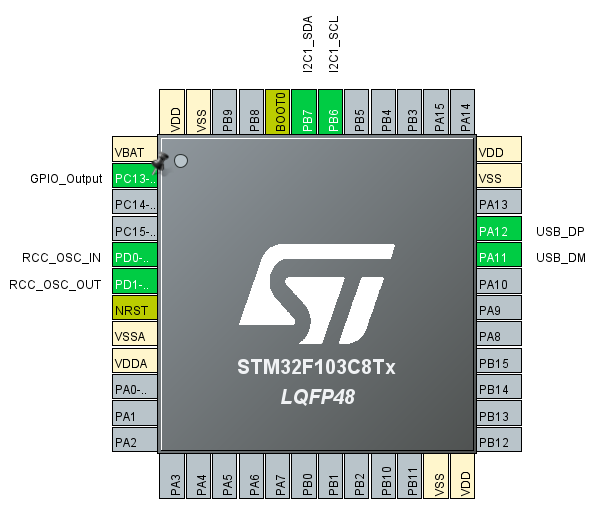 I2C1_SDA
I2C1_SCL
VDD
VSS
PB9
PB8
BOOT0
PB7
PB6
PB5
PB4
PB3
PA15
PA14
VBAT
GPIO_Output PC13-..
PC14-..
PC15-..
RCC_OSC_IN PD0-..
RCC_OSC_OUT PD1-..
NRST
VSSA
VDDA
PA0-..
PA1
PA2
VDD
VSS
PA13
PA12 USB_DP
PA11 USB_DM
PA10
PA9
PA8
PB15
PB14
PB13
PB12
ST
STM32F103C8Tx
LQFP48
PA3
PA4
PA5
PA6
PA7
PB0
PB1
PB2
PB10
PB11
VSS
VDD